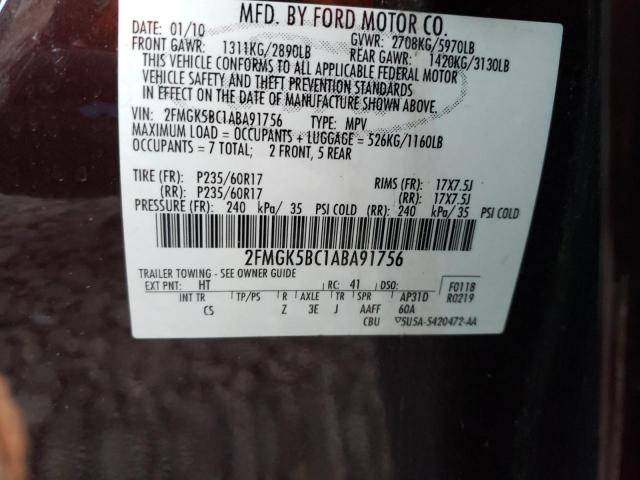 MFD. BY FORD MOTOR CO.
DATE: 01/10 GVWR: 2708KG/5970LB
FRONT GAWR: 1311KG/2890LB REAR GAWR: 1420KG/3130LB
THIS VEHICLE CONFORMS TO ALL APPLICABLE FEDERAL MOTOR
VEHICLE SAFETY AND THEFT PREVENTION STANDARDS
IN EFFECT ON THE DATE OF MANUFACTURE SHOWN ABOVE.
VIN: 2FMGK5BC1ABA91756 TYPE: MPV
MAXIMUM LOAD = OCCUPANTS + LUGGAGE = 526KG/1160LB
OCCUPANTS = 7 TOTAL; 2 FRONT, 5 REAR
TIRE (FR): P235/60R17 RIMS (FR): 17X7.5J
(RR): P235/60R17 (RR): 17X7.5J
PRESSURE (FR): 240 kPa/ 35 PSI COLD (RR): 240 kPa/ 35 PSI COLD
2FMGK5BC1ABA91756
TRAILER TOWING - SEE OWNER GUIDE
EXT PNT: HT RC: 41 DSO: F0118
INT TR TP/PS R AXLE TR SPR AP31D R0219
CS Z 3E J AAFF 60A
CBU 5U5A-5420472-AA